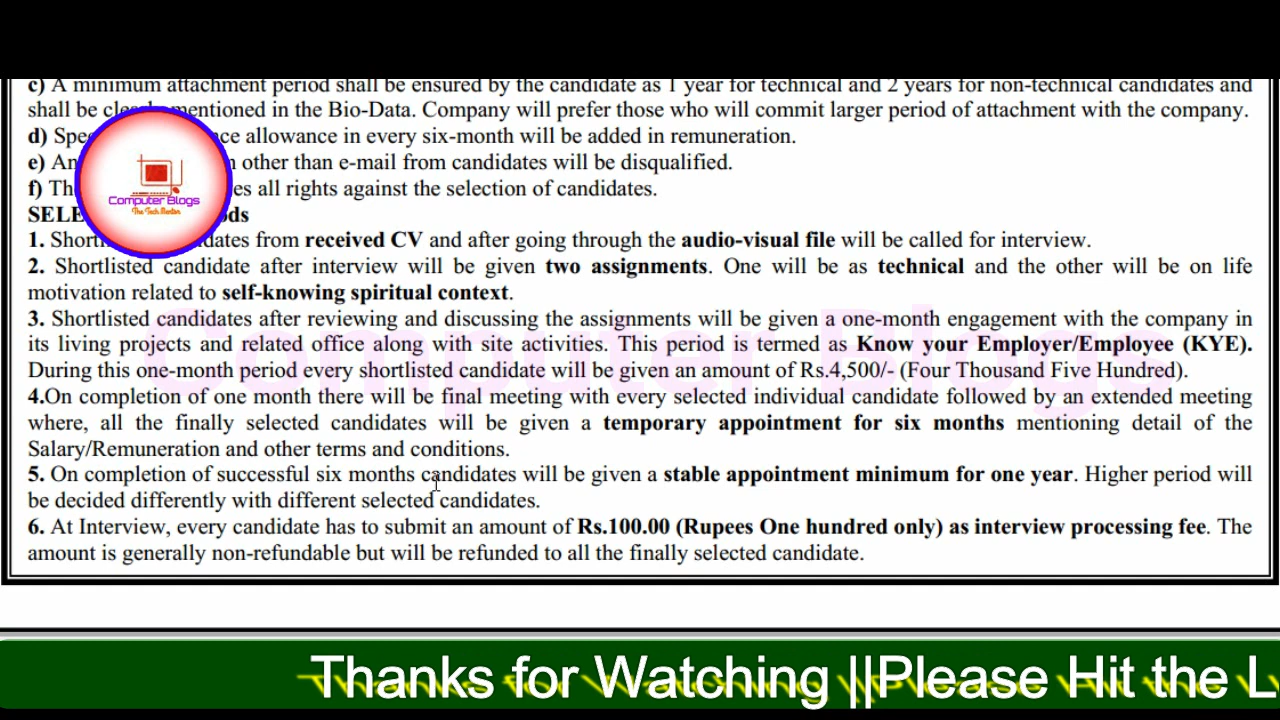 c) A minimum attachment period shall be ensured by the candidate as 1 year for technical and 2 years for non-technical candidates and
shall be mentioned in the Bio-Data. Company will prefer those who will commit larger period of attachment with the company.
d) allowance in every six-month will be added in remuneration.
e) other than e-mail from candidates will be disqualified.
f) all rights against the selection of candidates.
Computer Blogs
The Tech Mentor
1. candidates from received CV and after going through the audio-visual file will be called for interview.
2. Shortlisted candidate after interview will be given two assignments. One will be as technical and the other will be on life
motivation related to self-knowing spiritual context.
3. Shortlisted candidates after reviewing and discussing the assignments will be given a one-month engagement with the company in
its living projects and related office along with site activities. This period is termed as Know your Employer/Employee (KYE).
During this one-month period every shortlisted candidate will be given an amount of Rs.4,500/- (Four Thousand Five Hundred).
Computer Blogs
4.On completion of one month there will be final meeting with every selected individual candidate followed by an extended meeting
where, all the finally selected candidates will be given a temporary appointment for six months mentioning detail of the
Salary/Remuneration and other terms and conditions.
5. On completion of successful six months candidates will be given a stable appointment minimum for one year. Higher period will
be decided differently with different selected candidates.
6. At Interview, every candidate has to submit an amount of Rs.100.00 (Rupees One hundred only) as interview processing fee. The
amount is generally non-refundable but will be refunded to all the finally selected candidate.
Thanks for Watching ||Please Hit the L